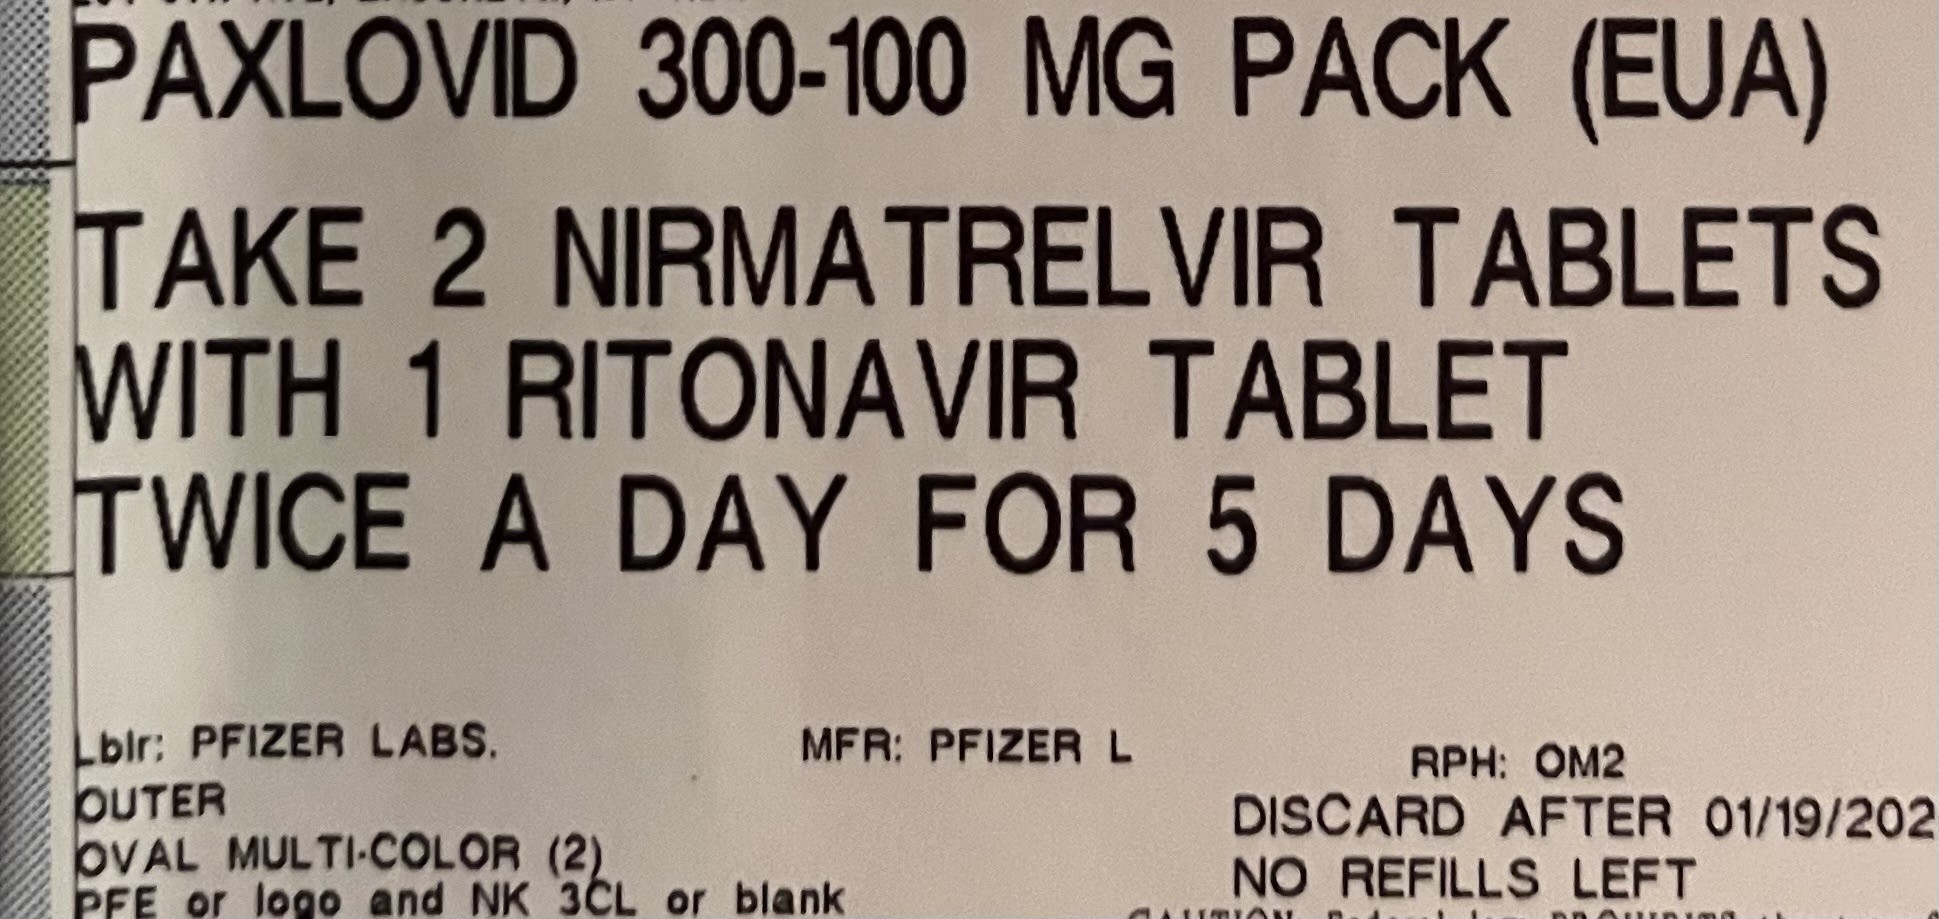 PAXLOVID 300-100 MG PACK (EUA)
TAKE 2 NIRMATRELVIR TABLETS
WITH 1 RITONAVIR TABLET
TWICE A DAY FOR 5 DAYS
Lblr: PFIZER LABS. MFR: PFIZER L RPH: OM2
OUTER
DISCARD AFTER 01/19/202
OVAL MULTI-COLOR (2)
NO REFILLS LEFT
PFE or logo and NK 3CL or blank